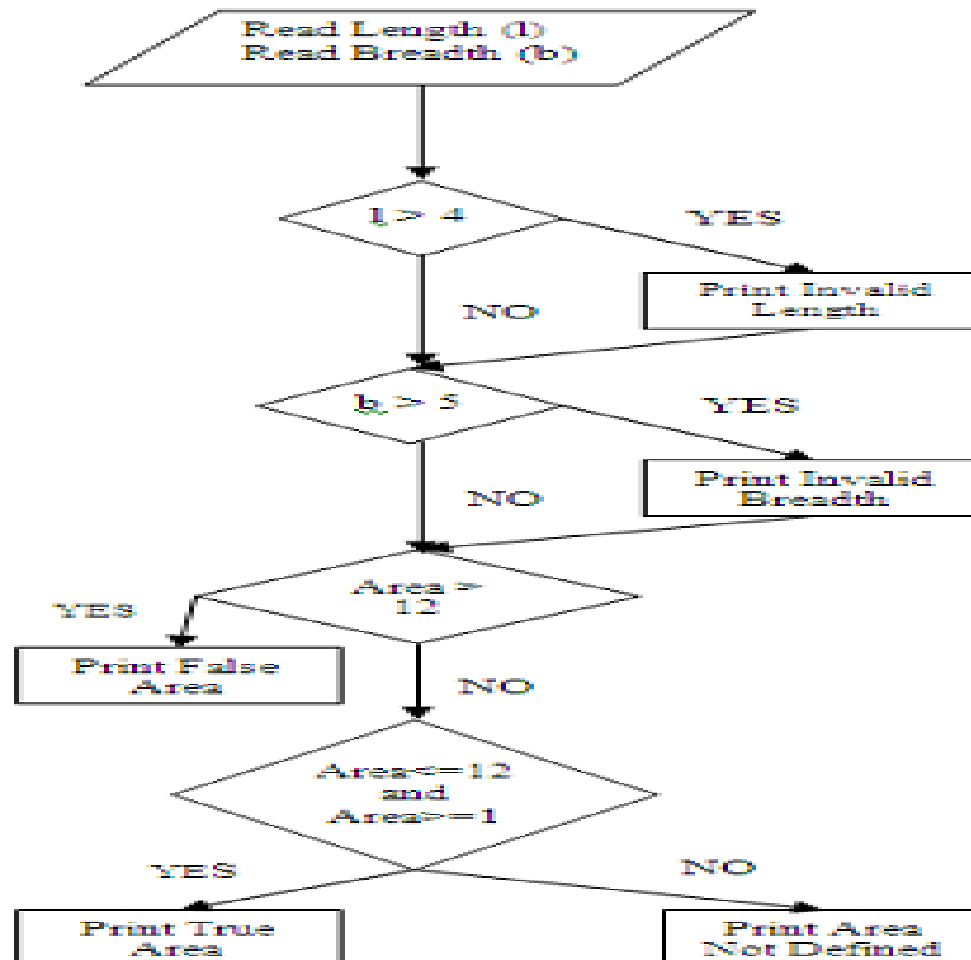 Read Length (l)
Read Breadth (b)
l > 4
YES
Print Invalid
Length
NO
b > 5
YES
Print Invalid
Breadth
NO
Area >
12
YES
Print False
Area
NO
Area<=12
and
Area>=1
YES
NO
Print True
Area
Print Area
Not Defined